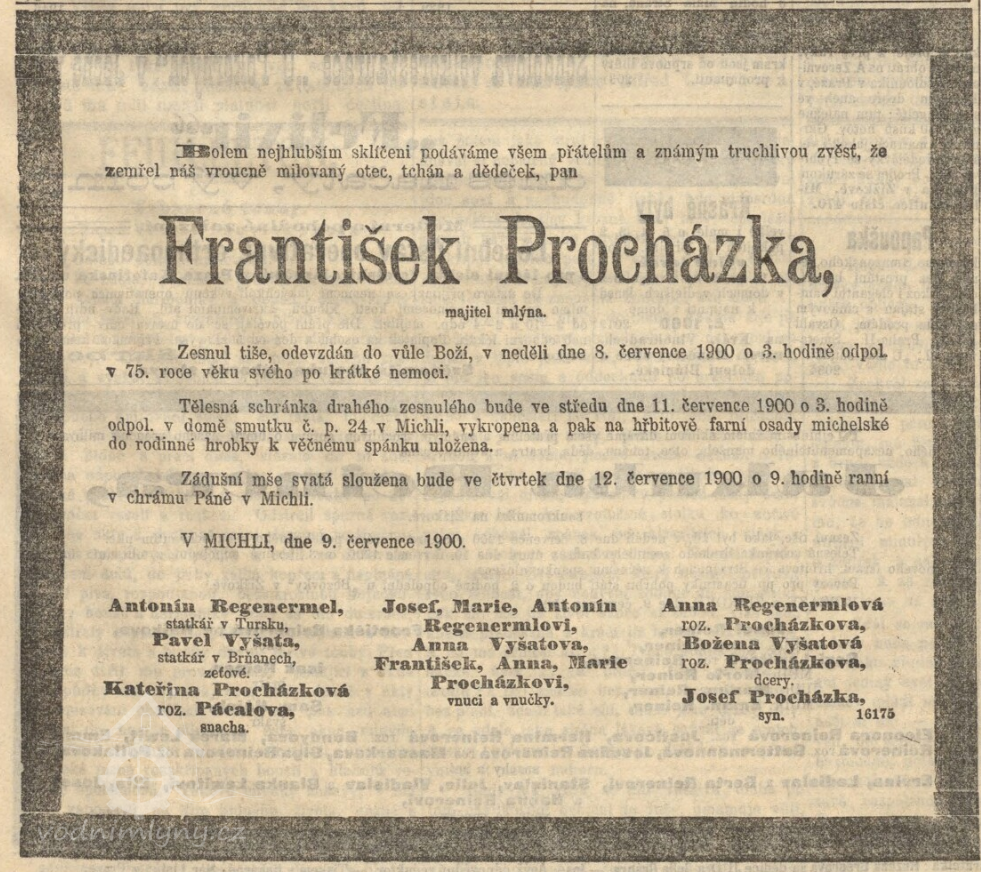 Bolem nejhlubším sklíčeni podáváme všem přátelům a známým truchlivou zvěsť, že
zemřel náš vroucně milovaný otec, tchán a dědeček, pan
František Procházka,
majitel mlýna.
Zesnul tiše, odevzdán do vůle Boží, v neděli dne 8. července 1900 o 3. hodině odpol.
v 75. roce věku svého po krátké nemoci.
Tělesná schránka drahého zesnulého bude ve středu dne 11. července 1900 o 3. hodině
odpol. v domě smutku č. p. 24 v Michli, vykropena a pak na hřbitově farní osady michelské
do rodinné hrobky k věčnému spánku uložena.
Zádušní mše svatá sloužena bude ve čtvrtek dne 12. července 1900 o 9. hodině ranní
v chrámu Páně v Michli.
V MICHLI, dne 9. července 1900.
Antonín Regenermel,
statkář v Tursku,
Pavel Vyšata,
statkář v Brňanech,
zeťové.
Kateřina Procházková
roz. Pácalova,
snacha.
Josef, Marie, Antonín
Regenermlovi,
Anna Vyšatova,
František, Anna, Marie
Procházkovi,
vnuci a vnučky.
Anna Regenermlová
roz. Procházkova,
Božena Vyšatová
roz. Procházkova,
dcery.
Josef Procházka,
syn.
16175
vodnimlyny.cz